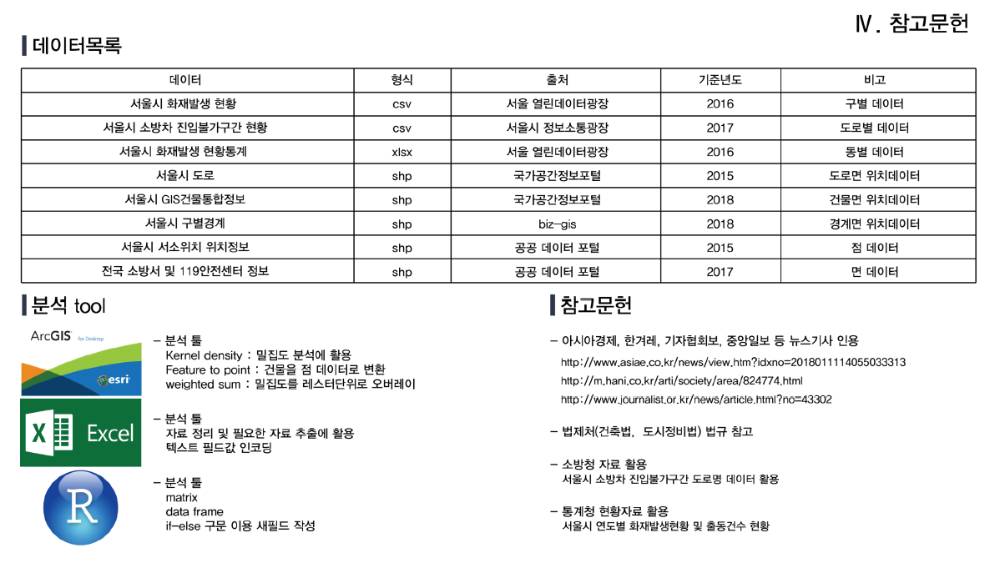 Ⅳ. 참고문헌
데이터목록
데이터 형식 출처 기준년도 비고
서울시 화재발생 현황 csv 서울 열린데이터광장 2016 구별 데이터
서울시 소방차 진입불가구간 현황 csv 서울시 정보소통광장 2017 도로별 데이터
서울시 화재발생 현황통계 xlsx 서울 열린데이터광장 2016 동별 데이터
서울시 도로 shp 국가공간정보포털 2015 도로면 위치데이터
서울시 GIS건물통합정보 shp 국가공간정보포털 2018 건물면 위치데이터
서울시 구별경계 shp biz-gis 2018 경계면 위치데이터
서울시 서소위치 위치정보 shp 공공 데이터 포털 2015 점 데이터
전국 소방서 및 119안전센터 정보 shp 공공 데이터 포털 2017 면 데이터
분석 tool
ArcGIS for Desktop
esri
- 분석 툴
Kernel density : 밀집도 분석에 활용
Feature to point : 건물을 점 데이터로 변환
weighted sum : 밀집도를 레스터단위로 오버레이
X Excel
- 분석 툴
자료 정리 및 필요한 자료 추출에 활용
텍스트 필드값 인코딩
R
- 분석 툴
matrix
data frame
if-else 구문 이용 새필드 작성
참고문헌
- 아시아경제, 한겨레, 기자협회보, 중앙일보 등 뉴스기사 인용
http://www.asiae.co.kr/news/view.htm?idxno=2018011114055033313
http://m.hani.co.kr/arti/society/area/824774.html
http://www.journalist.or.kr/news/article.html?no=43302
- 법제처(건축법, 도시정비법) 법규 참고
- 소방청 자료 활용
서울시 소방차 진입불가구간 도로명 데이터 활용
- 통계청 현황자료 활용
서울시 연도별 화재발생현황 및 출동건수 현황